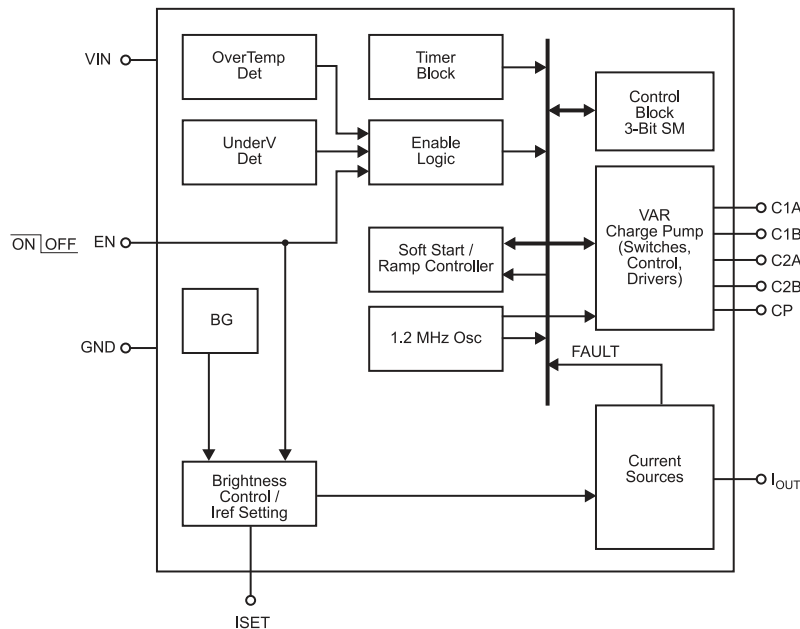 VIN
OverTemp
Det
Timer
Block
Control
Block
3-Bit SM
UnderV
Det
Enable
Logic
ON OFF EN
VAR
Charge Pump
(Switches,
Control,
Drivers)
C1A
C1B
C2A
C2B
CP
Soft Start /
Ramp Controller
BG
GND
1.2 MHz Osc
FAULT
Brightness
Control /
Iref Setting
Current
Sources
IOUT
ISET